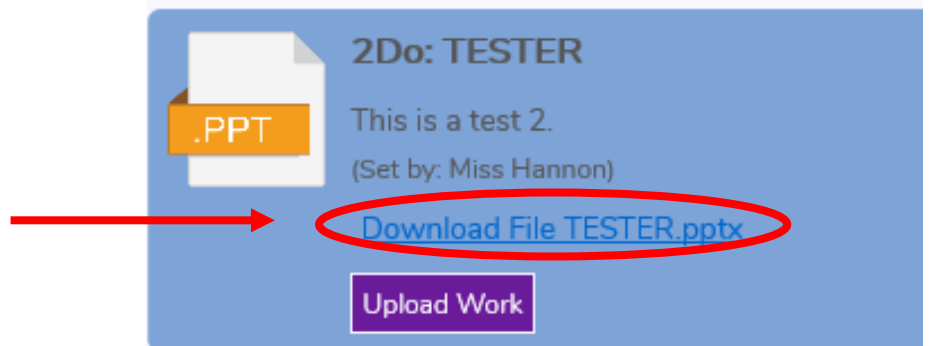 2Do: TESTER
.PPT
This is a test 2.
(Set by: Miss Hannon)
Download File TESTER.pptx
Upload Work